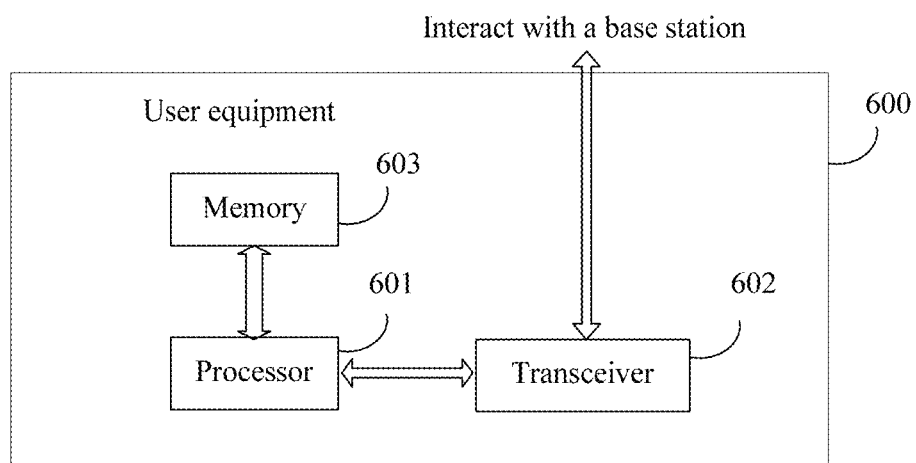 Interact with a base station
User equipment
600
603
Memory
601
602
Processor
Transceiver